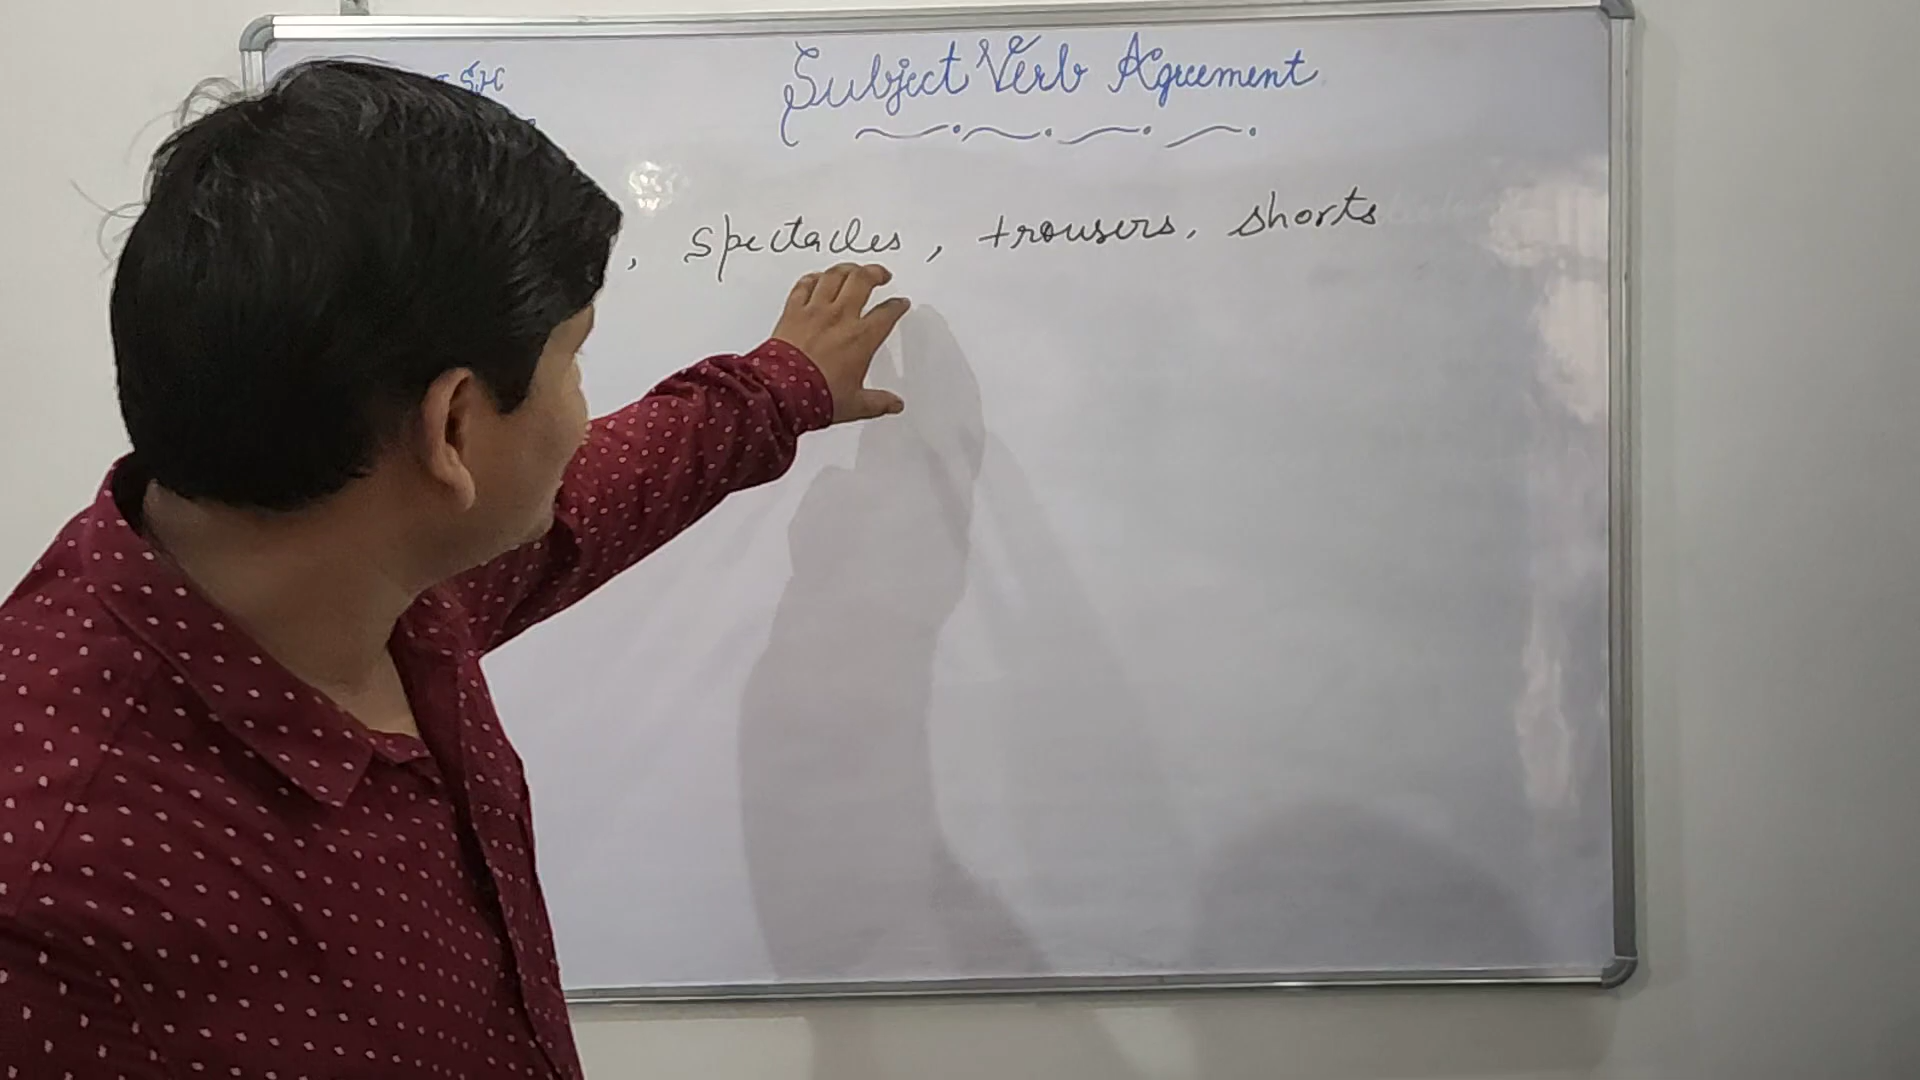 Subject Verb Agreement
, spectacles, trousers, shorts